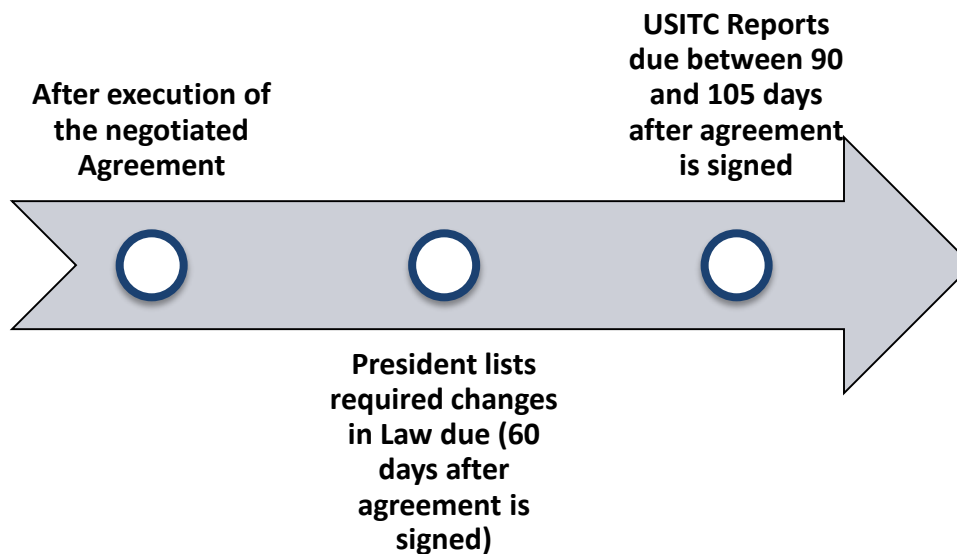 After execution of
the negotiated
Agreement
President lists
required changes
in Law due (60
days after
agreement is
signed)
USITC Reports
due between 90
and 105 days
after agreement
is signed